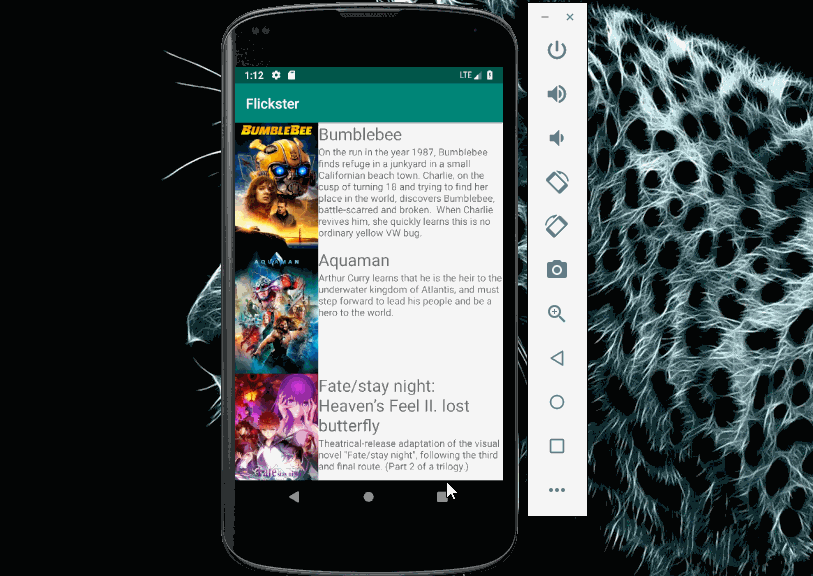 1:12 LTE
Flickster
BUMBLEBEE
Bumblebee
On the run in the year 1987, Bumblebee
finds refuge in a junkyard in a small
Californian beach town. Charlie, on the
cusp of turning 18 and trying to find her
place in the world, discovers Bumblebee,
battle-scarred and broken. When Charlie
revives him, she quickly learns this is no
ordinary yellow VW bug.
AQUAMAN
Aquaman
Arthur Curry learns that he is the heir to the
underwater kingdom of Atlantis, and must
step forward to lead his people and be a
hero to the world.
Fate/stay night:
Heaven's Feel II. lost
butterfly
Theatrical-release adaptation of the visual
novel "Fate/stay night", following the third
and final route. (Part 2 of a trilogy.)